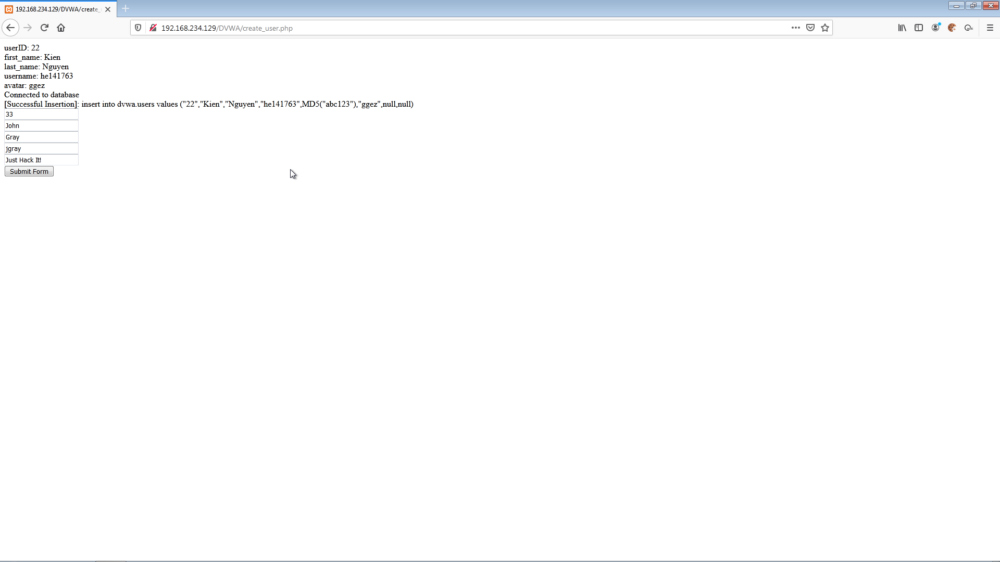 192.168.234.129/DVWA/create_
192.168.234.129/DVWA/create_user.php
userID: 22
first_name: Kien
last_name: Nguyen
username: he141763
avatar: ggez
Connected to database
[Successful Insertion]: insert into dvwa.users values ("22","Kien","Nguyen","he141763",MD5("abc123"),"ggez",null,null)
33
John
Gray
jgray
Just Hack It!
Submit Form